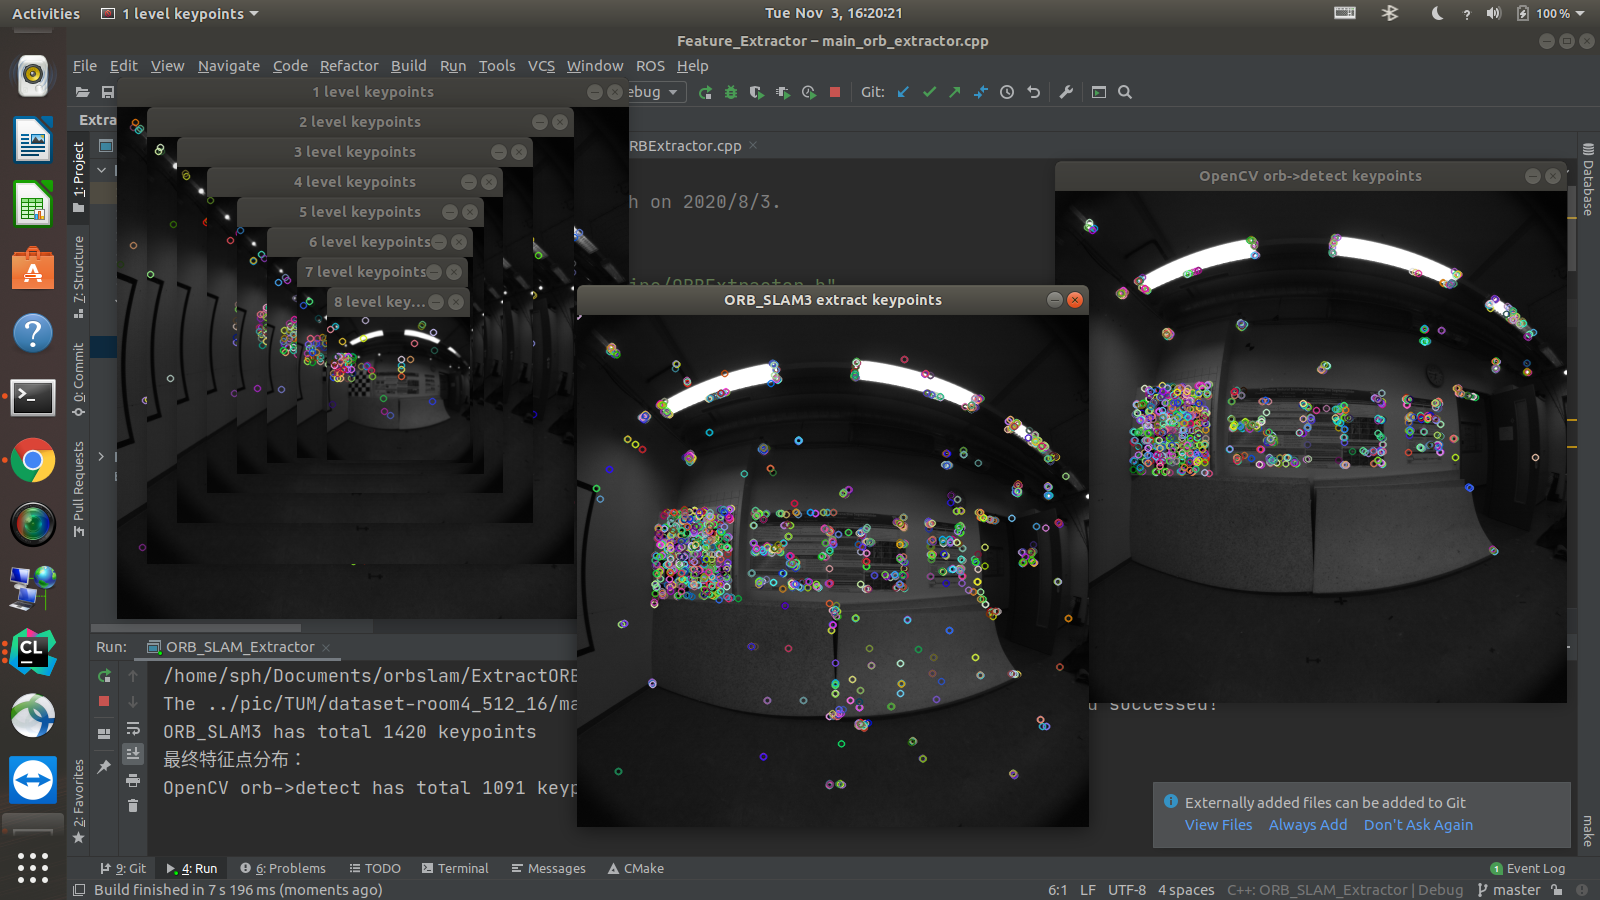 Activities
1 level keypoints
Tue Nov 3, 16:20:21
100 %
Feature_Extractor – main_orb_extractor.cpp
File Edit View Navigate Code Refactor Build Run Tools VCS Window ROS Help
1 level keypoints
ebug
Git:
Extra
2 level keypoints
3 level keypoints
RBExtractor.cpp
4 level keypoints
OpenCV orb->detect keypoints
5 level keypoints
h on 2020/8/3.
6 level keypoints
7 level keypoints
8 level key...
ORB_SLAM3 extract keypoints
1: Project
7: Structure
0: Commit
Pull Requests
2: Favorites
Database
make
Run:
ORB_SLAM_Extractor
/home/sph/Documents/orbslam/ExtractORB
The ../pic/TUM/dataset-room4_512_16/ma
successed!
ORB_SLAM3 has total 1420 keypoints
最终特征点分布：
OpenCV orb->detect has total 1091 keyp
Externally added files can be added to Git
View Files Always Add Don't Ask Again
9: Git
4: Run
6: Problems
TODO
Terminal
Messages
CMake
1 Event Log
Build finished in 7 s 196 ms (moments ago)
6:1 LF UTF-8 4 spaces C++: ORB_SLAM_Extractor | Debug master